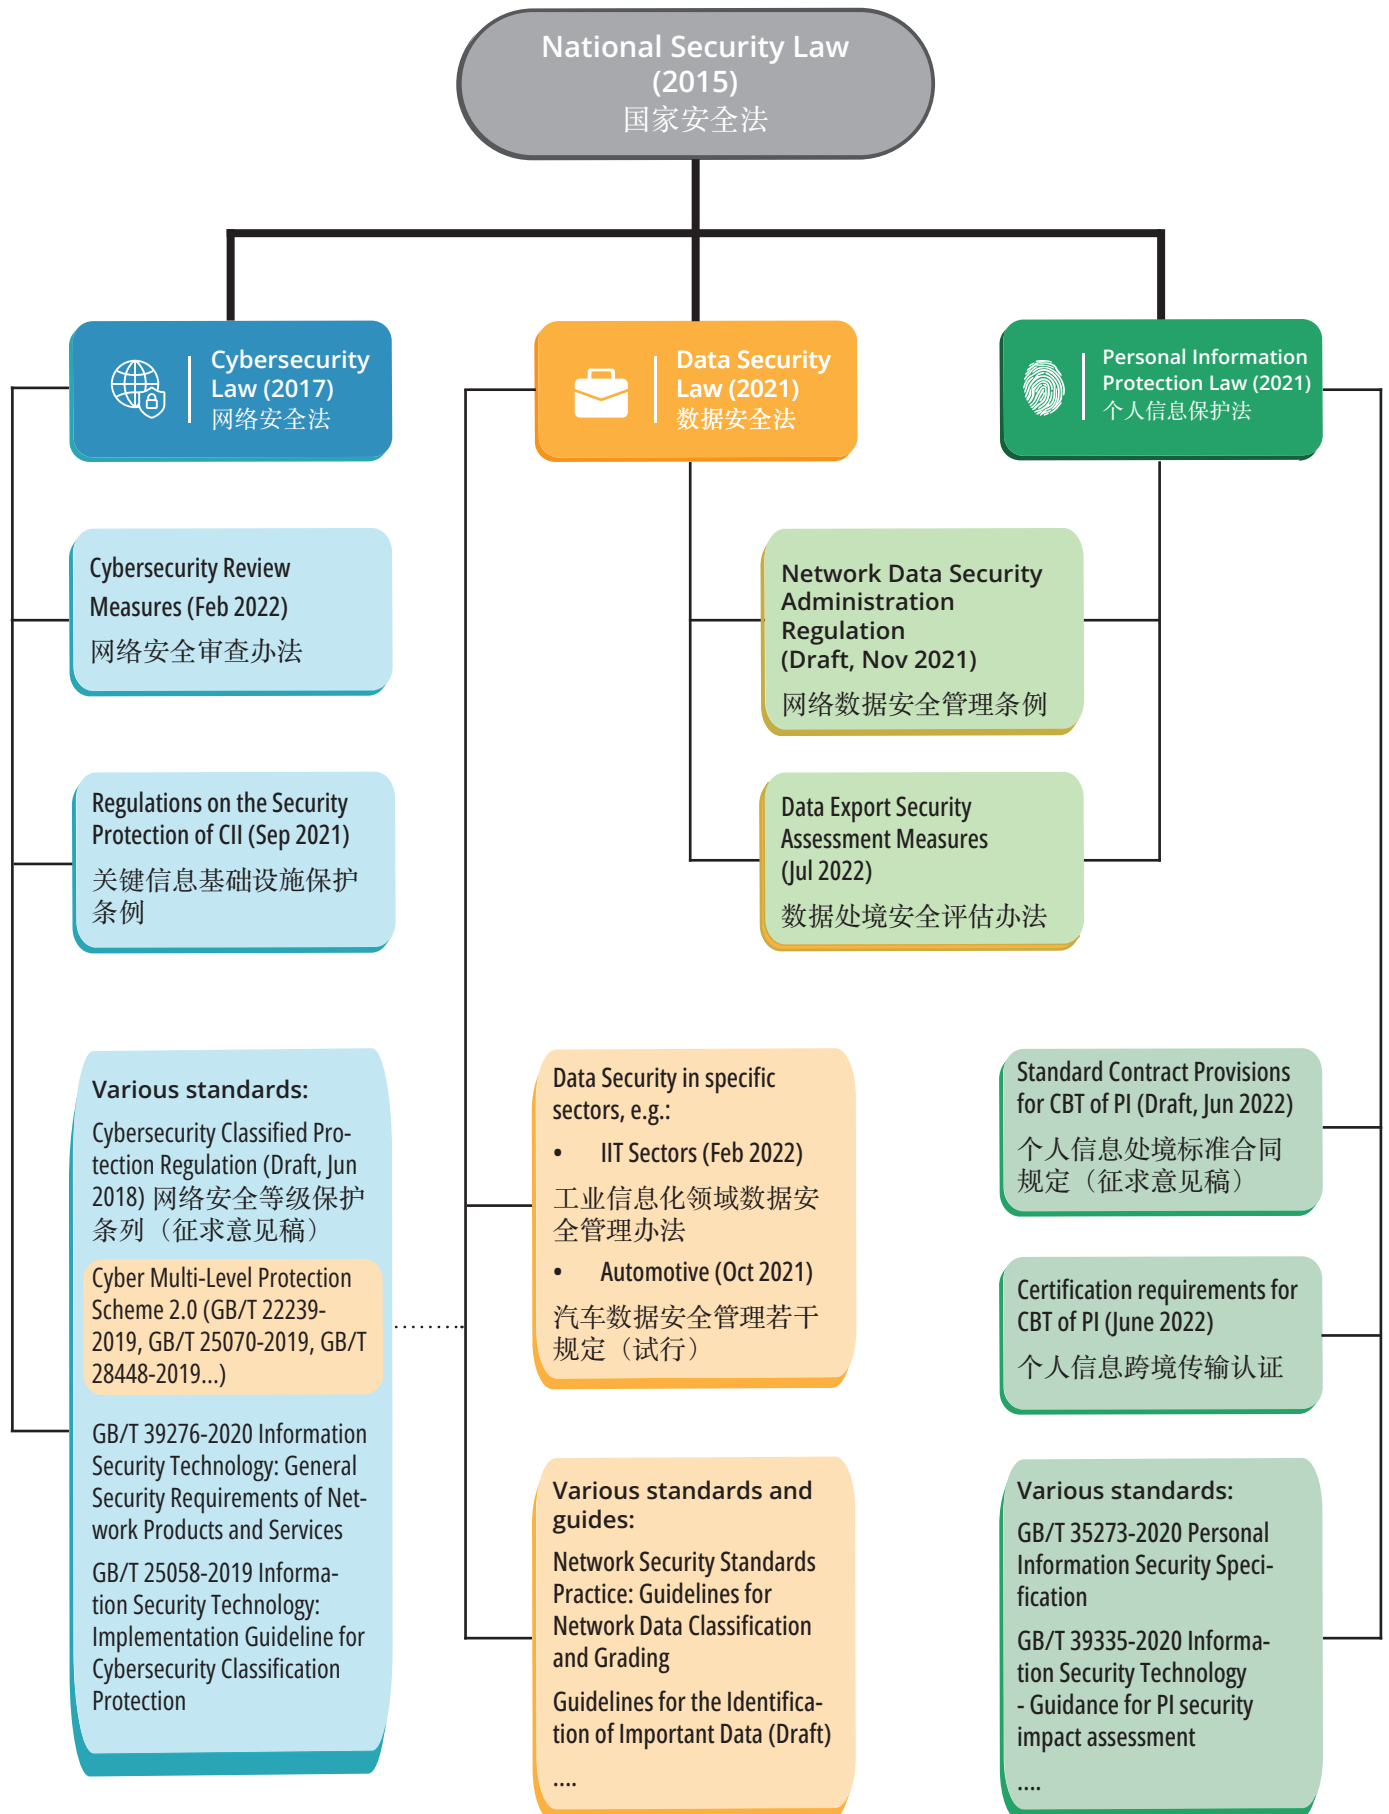 National Security Law
(2015)
国家安全法
Cybersecurity
Law (2017)
网络安全法
Data Security
Law (2021)
数据安全法
Personal Information
Protection Law (2021)
个人信息保护法
Cybersecurity Review
Measures (Feb 2022)
网络安全审查办法
Regulations on the Security
Protection of CII (Sep 2021)
关键信息基础设施保护
条例
Network Data Security
Administration
Regulation
(Draft, Nov 2021)
网络数据安全管理条例
Data Export Security
Assessment Measures
(Jul 2022)
数据处境安全评估办法
Various standards:
Cybersecurity Classified Pro-
tection Regulation (Draft, Jun
2018) 网络安全等级保护
条列（征求意见稿）
Cyber Multi-Level Protection
Scheme 2.0 (GB/T 22239-
2019, GB/T 25070-2019, GB/T
28448-2019...)
GB/T 39276-2020 Information
Security Technology: General
Security Requirements of Net-
work Products and Services
GB/T 25058-2019 Informa-
tion Security Technology:
Implementation Guideline for
Cybersecurity Classification
Protection
Data Security in specific
sectors, e.g.:
• IIT Sectors (Feb 2022)
工业信息化领域数据安
全管理办法
• Automotive (Oct 2021)
汽车数据安全管理若干
规定（试行）
Various standards and
guides:
Network Security Standards
Practice: Guidelines for
Network Data Classification
and Grading
Guidelines for the Identifica-
tion of Important Data (Draft)
....
Standard Contract Provisions
for CBT of PI (Draft, Jun 2022)
个人信息处境标准合同
规定（征求意见稿）
Certification requirements for
CBT of PI (June 2022)
个人信息跨境传输认证
Various standards:
GB/T 35273-2020 Personal
Information Security Speci-
fication
GB/T 39335-2020 Informa-
tion Security Technology
- Guidance for PI security
impact assessment
....